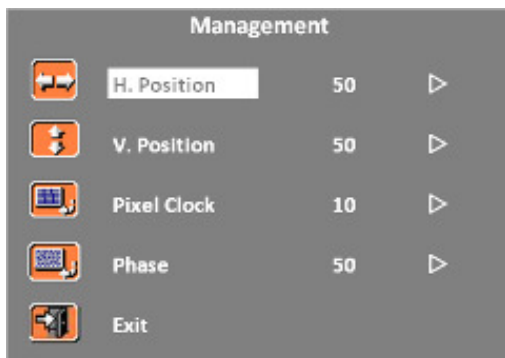 Management
H. Position 50
V. Position 50
Pixel Clock 10
Phase 50
Exit